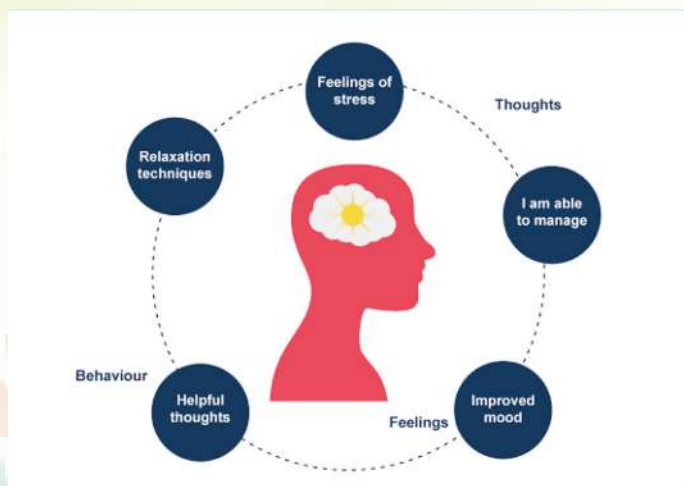 Feelings of
stress
Thoughts
Relaxation
techniques
I am able
to manage
Behaviour
Helpful
thoughts
Feelings
Improved
mood